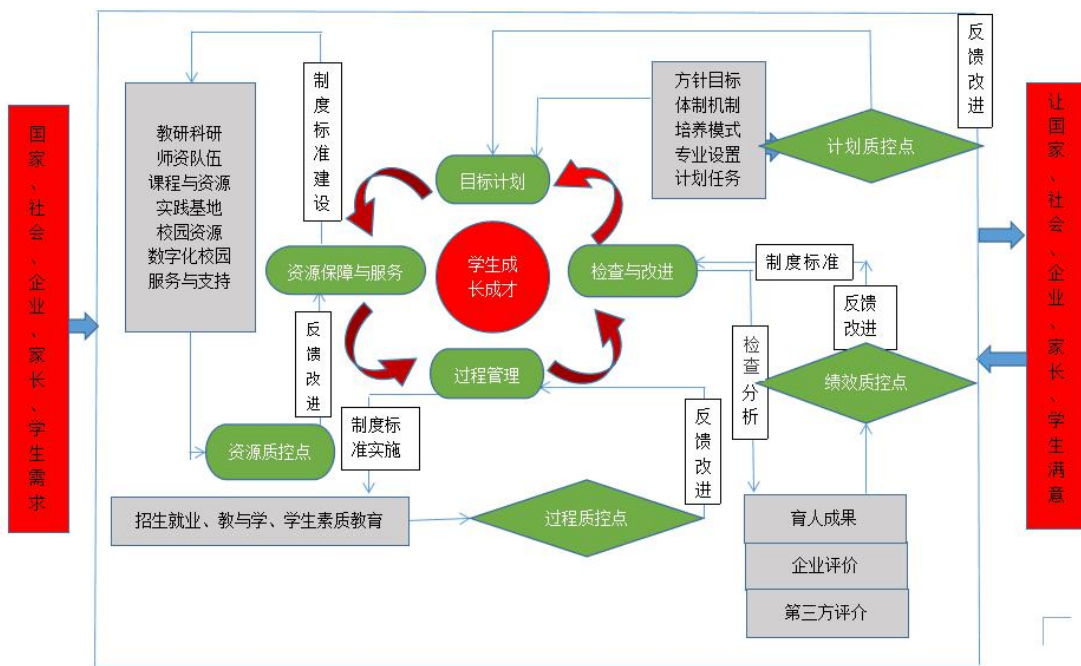 国家、社会、企业、家长、学生需求
教研科研
师资队伍
课程与资源
实践基地
校园资源
数字化校园
服务与支持
制度标准建设
资源保障与服务
反馈改进
资源质控点
目标计划
学生成
长成才
过程管理
检查与改进
制度标
准实施
招生就业、教与学、学生素质教育
过程质控点
反馈改进
方针目标
体制机制
培养模式
专业设置
计划任务
计划质控点
反馈改进
制度标准
反馈
改进
检查分析
绩效质控点
育人成果
企业评价
第三方评介
让国家、社会、企业、家长、学生满意